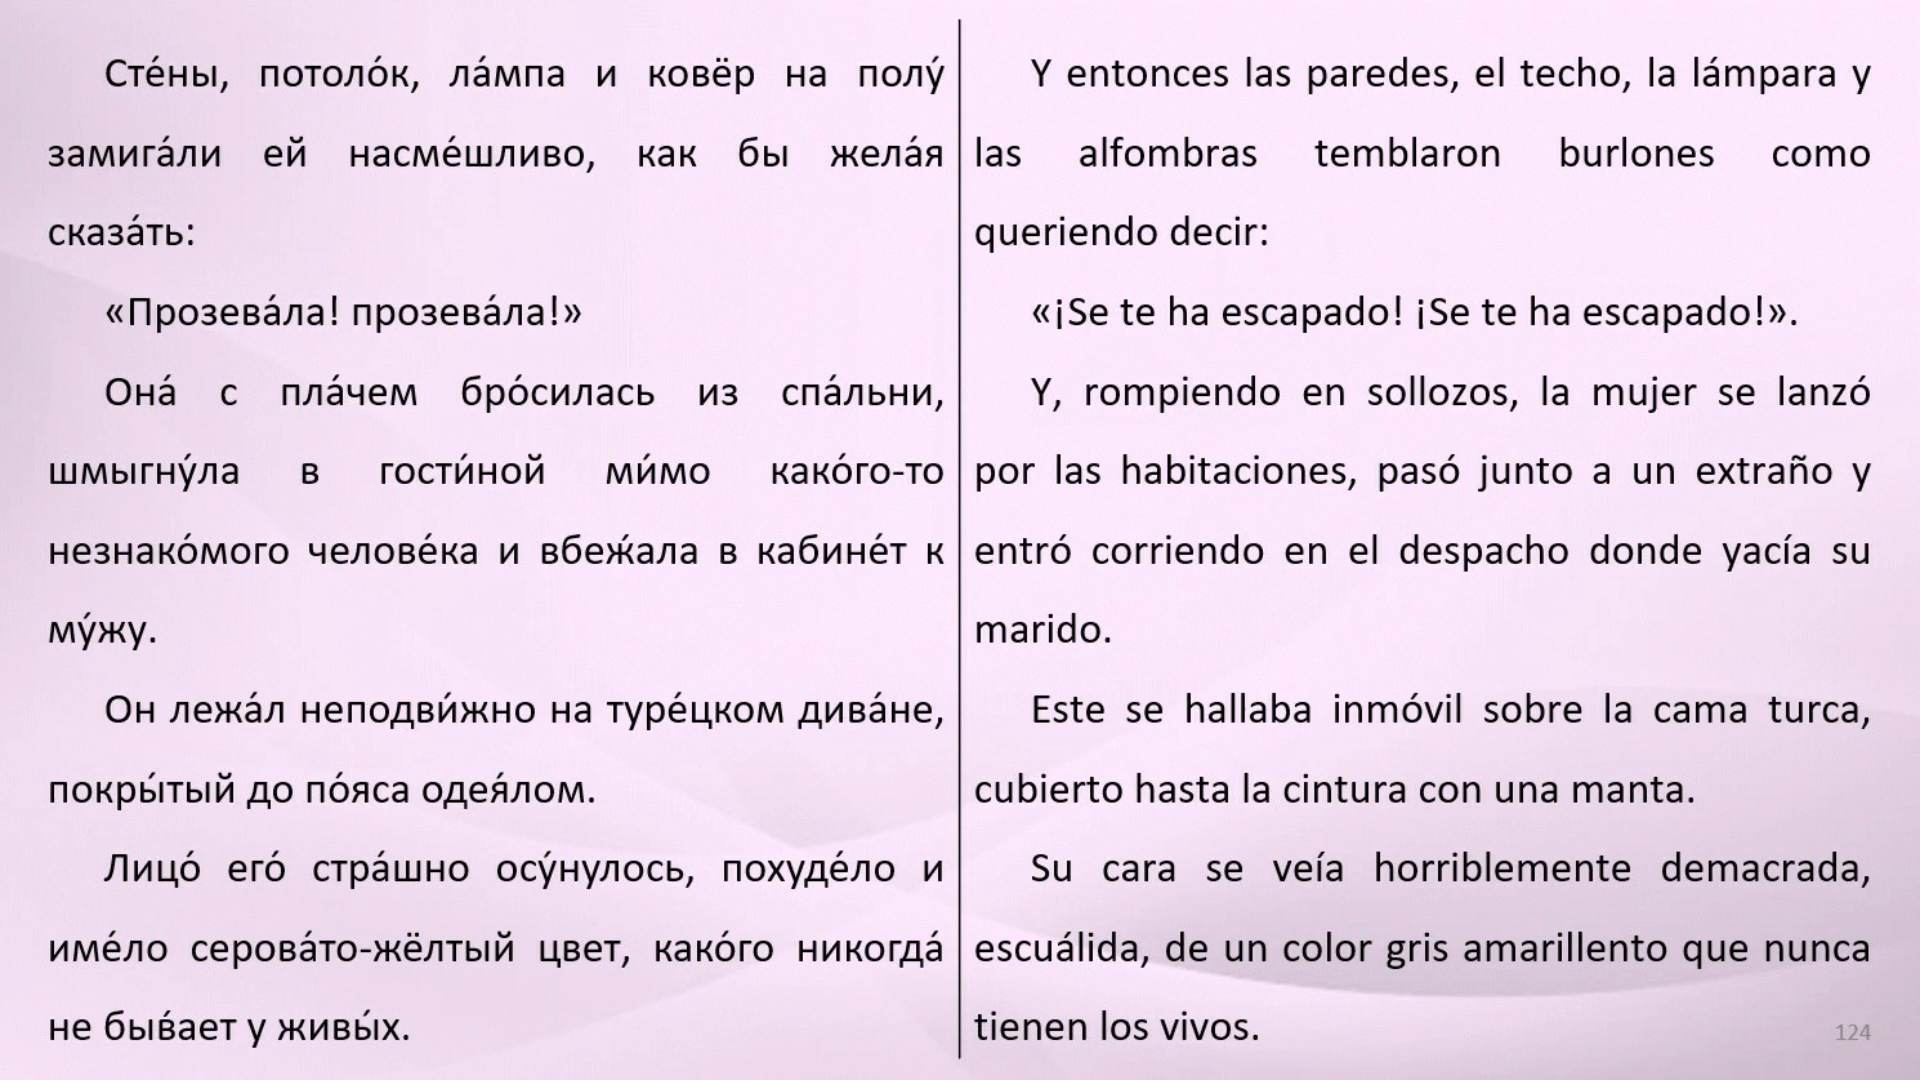 Сте́ны, потоло́к, ла́мпа и ковёр на полу́
замига́ли ей насме́шливо, как бы жела́я
сказа́ть:
«Прозева́ла! прозева́ла!»
Она́ с пла́чем бро́силась из спа́льни,
шмыгну́ла в гости́ной ми́мо како́го-то
незнако́мого челове́ка и вбеж́ала в кабине́т к
му́жу.
Он лежа́л неподви́жно на туре́цком дива́не,
покры́тый до по́яса одея́лом.
Лицо́ его́ стра́шно осу́нулось, похуде́ло и
име́ло серова́то-жёлтый цвет, како́го никогда́
не быв́ает у живы́х.
Y entonces las paredes, el techo, la lámpara y
las alfombras temblaron burlones como
queriendo decir:
«¡Se te ha escapado! ¡Se te ha escapado!».
Y, rompiendo en sollozos, la mujer se lanzó
por las habitaciones, pasó junto a un extraño y
entró corriendo en el despacho donde yacía su
marido.
Este se hallaba inmóvil sobre la cama turca,
cubierto hasta la cintura con una manta.
Su cara se veía horriblemente demacrada,
escuálida, de un color gris amarillento que nunca
tienen los vivos.
124